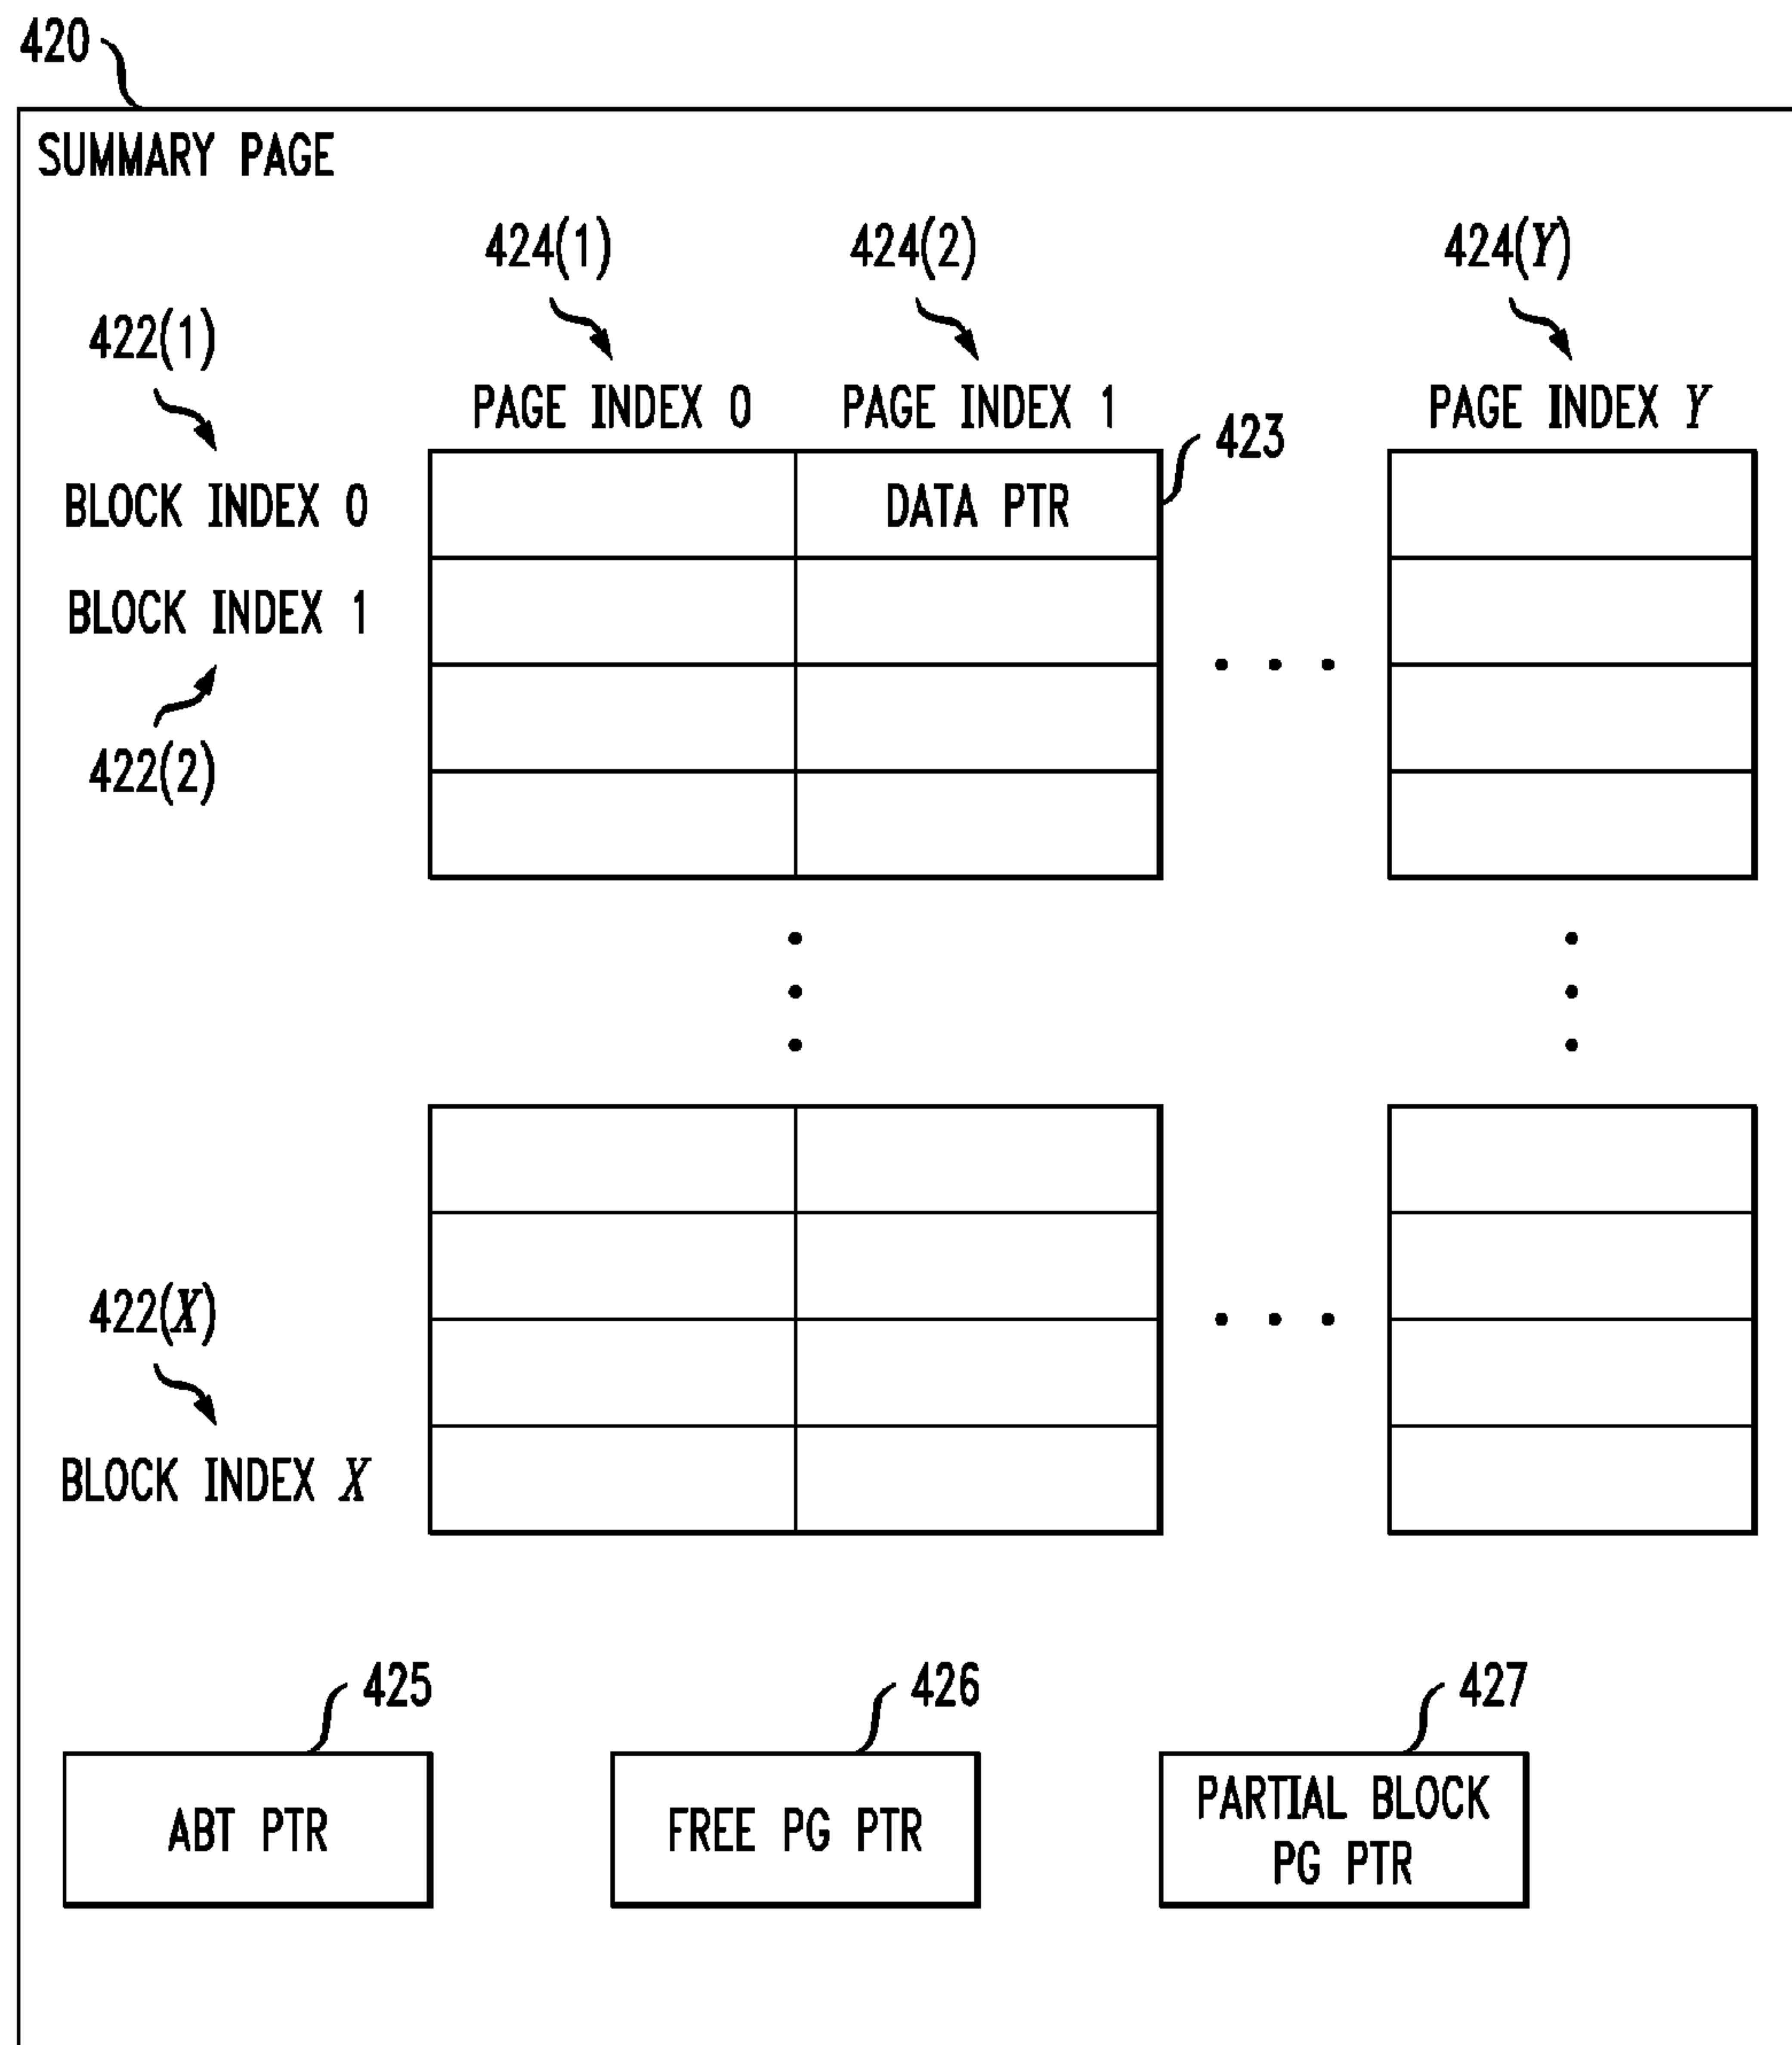 420
SUMMARY PAGE
424(1) 424(2) 424(Y)
422(1)
PAGE INDEX 0 PAGE INDEX 1 PAGE INDEX Y
423
BLOCK INDEX 0 DATA PTR
BLOCK INDEX 1
422(2)
422(X)
BLOCK INDEX X
425 426 427
ABT PTR FREE PG PTR PARTIAL BLOCK
PG PTR